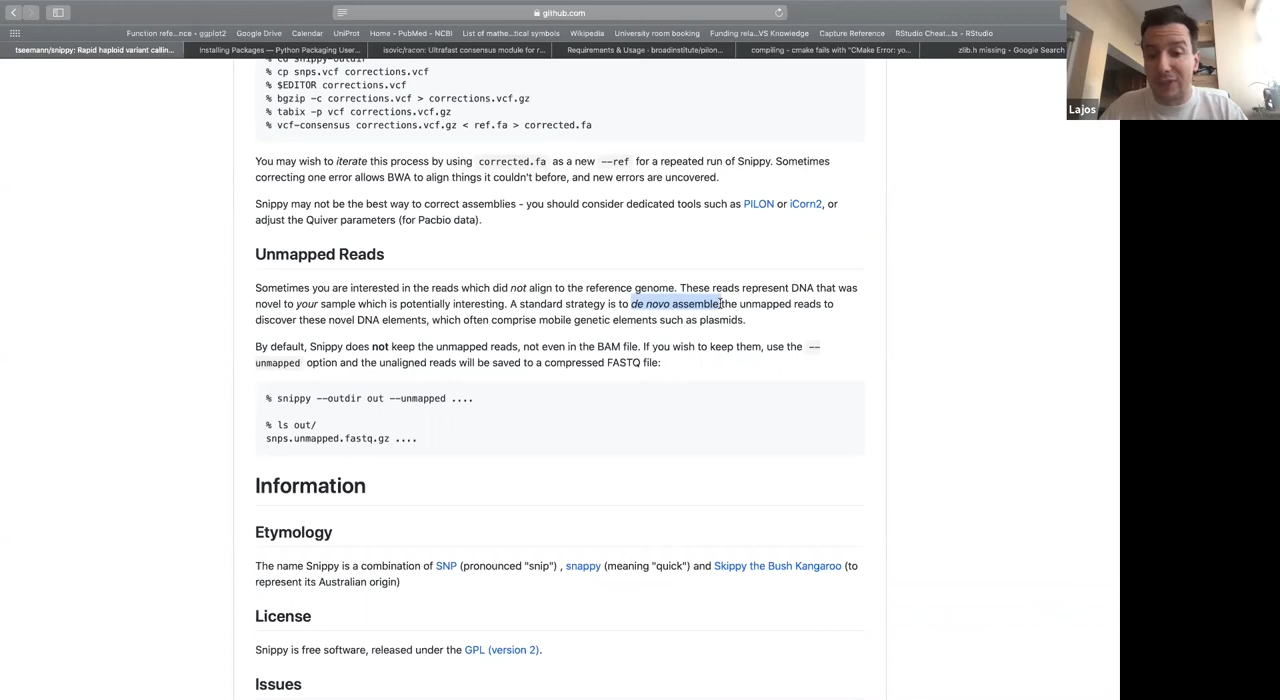 github.com
Function refe...nce - ggplot2 Google Drive Calendar UniProt Home - PubMed - NCBI List of mathe...tical symbols Wikipedia University room booking Funding rela...VS Knowledge Capture Reference RStudio Cheat...ts - RStudio
tseemann/snippy: Rapid haploid variant callin... Installing Packages — Python Packaging User... isovic/racon: Ultrafast consensus module for r... Requirements & Usage · broadinstitute/pilon... compiling - cmake fails with "CMake Error: yo... zlib.h missing - Google Search
% cd snippy-outdir
% cp snps.vcf corrections.vcf
% $EDITOR corrections.vcf
% bgzip -c corrections.vcf > corrections.vcf.gz
% tabix -p vcf corrections.vcf.gz
% vcf-consensus corrections.vcf.gz < ref.fa > corrected.fa
You may wish to iterate this process by using corrected.fa as a new --ref for a repeated run of Snippy. Sometimes
correcting one error allows BWA to align things it couldn't before, and new errors are uncovered.
Snippy may not be the best way to correct assemblies - you should consider dedicated tools such as PILON or iCorn2, or
adjust the Quiver parameters (for Pacbio data).
Unmapped Reads
Sometimes you are interested in the reads which did not align to the reference genome. These reads represent DNA that was
novel to your sample which is potentially interesting. A standard strategy is to de novo assemble the unmapped reads to
discover these novel DNA elements, which often comprise mobile genetic elements such as plasmids.
By default, Snippy does not keep the unmapped reads, not even in the BAM file. If you wish to keep them, use the --
unmapped option and the unaligned reads will be saved to a compressed FASTQ file:
% snippy --outdir out --unmapped ....
% ls out/
snps.unmapped.fastq.gz ....
Information
Etymology
The name Snippy is a combination of SNP (pronounced "snip") , snappy (meaning "quick") and Skippy the Bush Kangaroo (to
represent its Australian origin)
License
Snippy is free software, released under the GPL (version 2).
Issues
Lajos